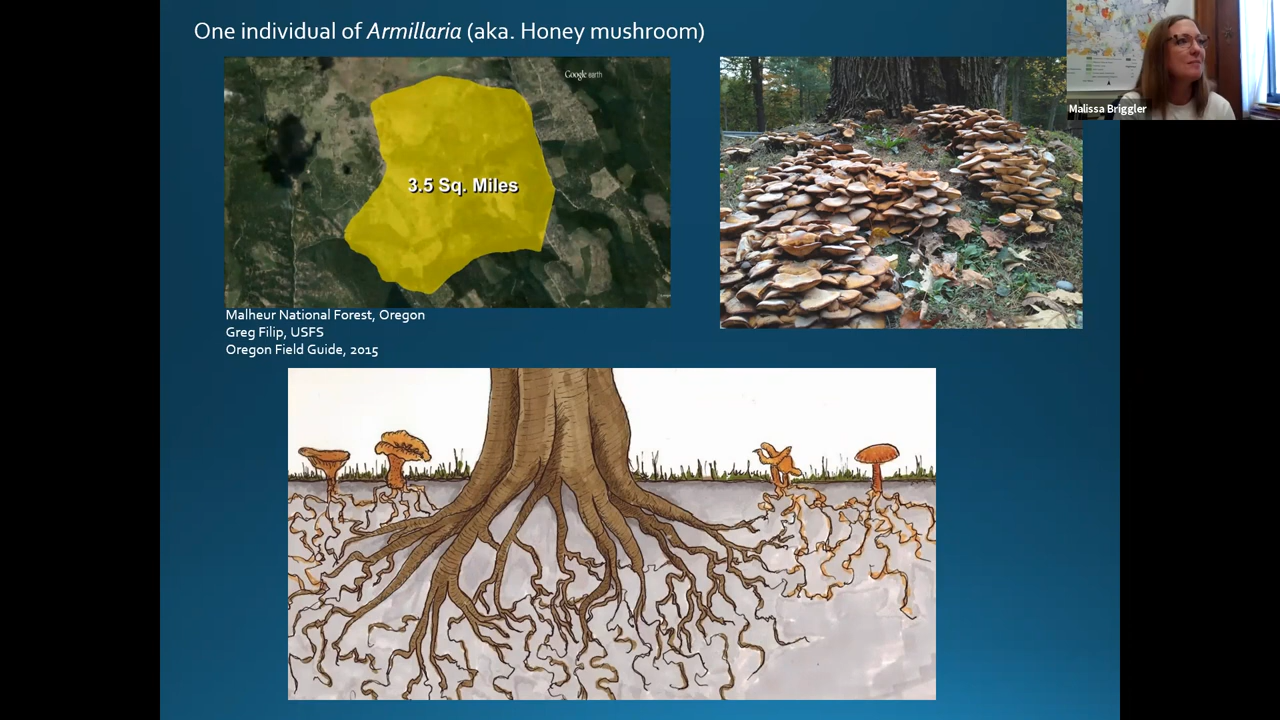 One individual of Armillaria (aka. Honey mushroom)
Google earth
3.5 Sq. Miles
Malheur National Forest, Oregon
Greg Filip, USFS
Oregon Field Guide, 2015
Malissa Briggler